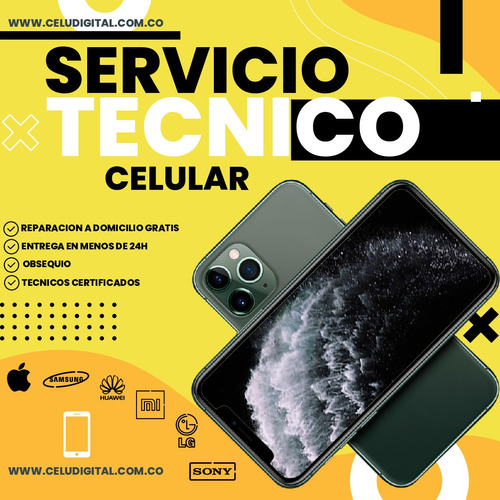 WWW.CELUDIGITAL.COM.CO
SERVICIO
TECNICO
CELULAR
REPARACION A DOMICILIO GRATIS
ENTREGA EN MENOS DE 24H
OBSEQUIO
TECNICOS CERTIFICADOS
SAMSUNG
HUAWEI
MI
LG
SONY
WWW.CELUDIGITAL.COM.CO